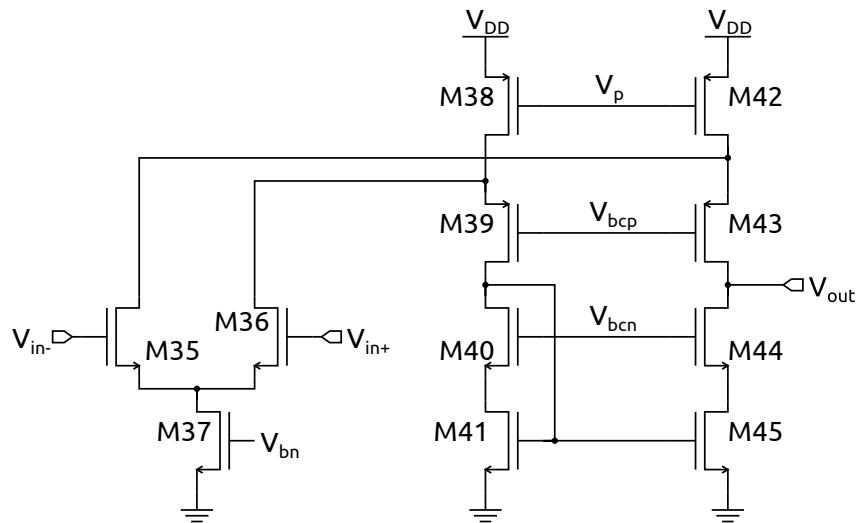 V_DD V_DD
M38 V_p M42
M39 V_bcp M43
V_out
M36 V_bcn
V_in- M35 V_in+ M40 M44
M37 V_bn M41 M45